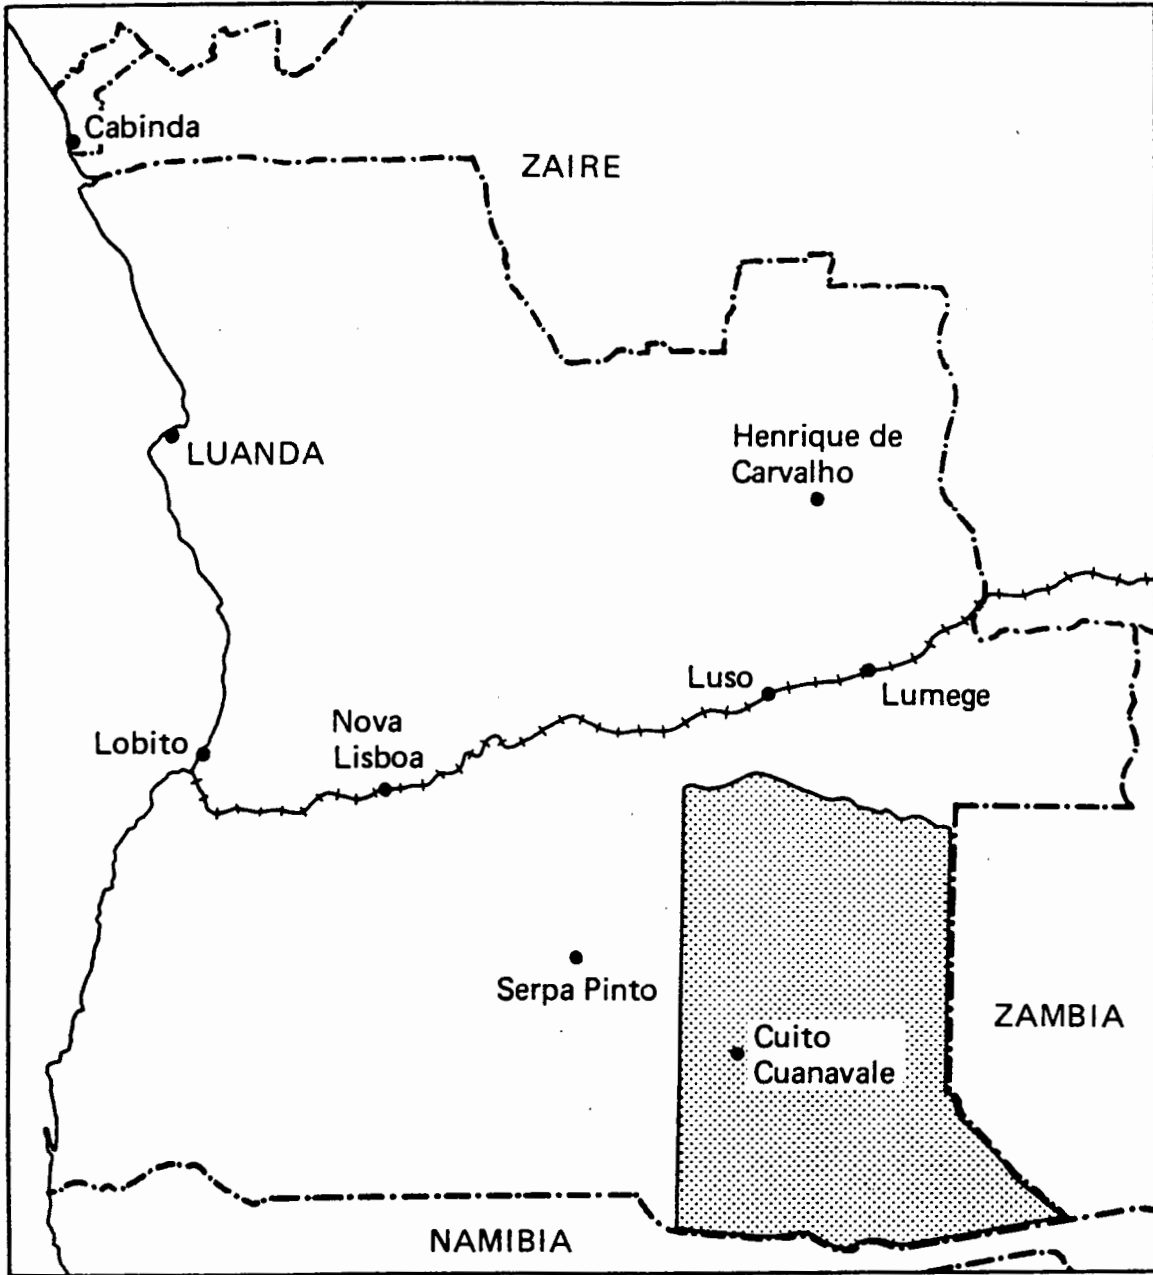 Cabinda
ZAIRE
LUANDA
Henrique de
Carvalho
Luso
Lumege
Nova
Lisboa
Lobito
Serpa Pinto
ZAMBIA
Cuito
Cuanavale
NAMIBIA